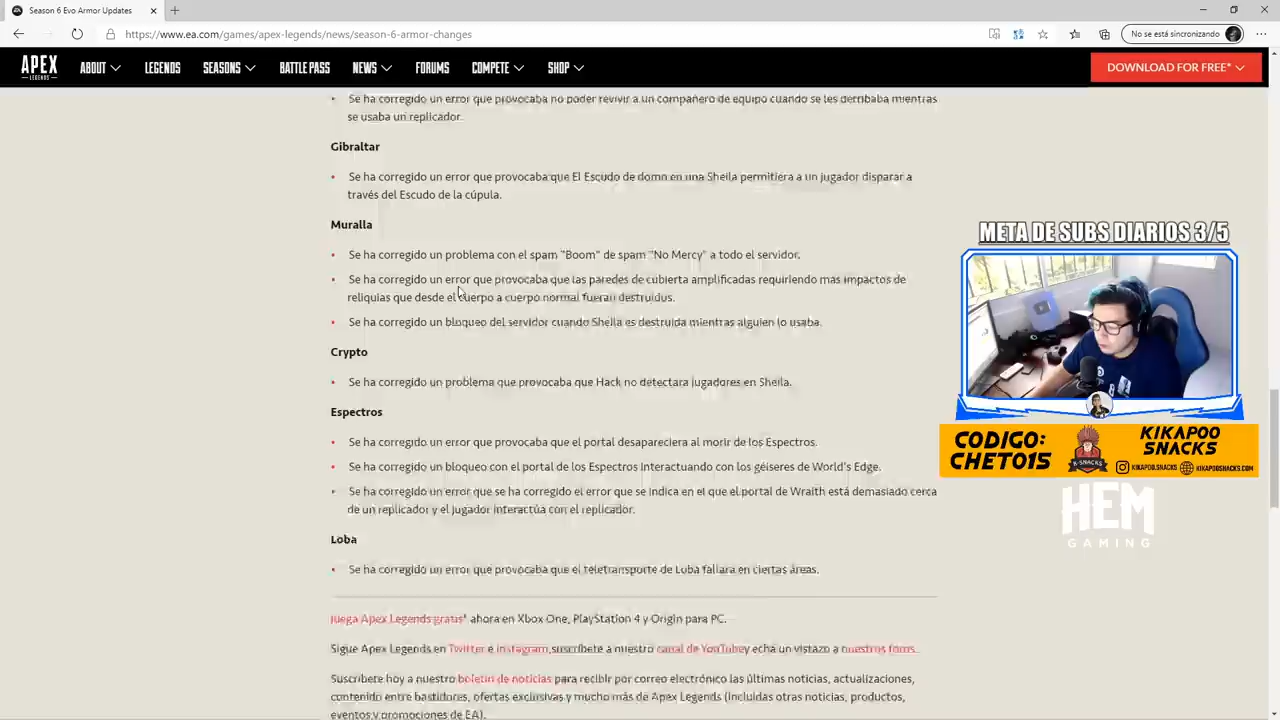 Season 6 Evo Armor Updates
https://www.ea.com/games/apex-legends/news/season-6-armor-changes
No se está sincronizando
APEX
LEGENDS
ABOUT
LEGENDS
SEASONS
BATTLE PASS
NEWS
FORUMS
COMPETE
SHOP
DOWNLOAD FOR FREE*
Se ha corregido un error que provocaba no poder revivir a un compañero de equipo cuando se les derribaba mientras
se usaba un replicador.
Gibraltar
Se ha corregido un error que provocaba que El Escudo de domo en una Sheila permitiera a un jugador disparar a
través del Escudo de la cúpula.
Muralla
Se ha corregido un problema con el spam "Boom" de spam "No Mercy" a todo el servidor.
Se ha corregido un error que provocaba que las paredes de cubierta amplificadas requiriendo más impactos de
reliquias que desde el cuerpo a cuerpo normal fueran destruidos.
Se ha corregido un bloqueo del servidor cuando Sheila es destruida mientras alguien lo usaba.
Crypto
Se ha corregido un problema que provocaba que Hack no detectara jugadores en Sheila.
Espectros
Se ha corregido un error que provocaba que el portal desapareciera al morir de los Espectros.
Se ha corregido un bloqueo con el portal de los Espectros interactuando con los géiseres de World's Edge.
Se ha corregido un error que se ha corregido el error que se indica en el que el portal de Wraith está demasiado cerca
de un replicador y el jugador interactúa con el replicador.
Loba
Se ha corregido un error que provocaba que el teletransporte de Loba fallara en ciertas áreas.
Juega Apex Legends gratis* ahora en Xbox One, PlayStation 4 y Origin para PC.
Sigue Apex Legends en Twitter e Instagram,suscríbete a nuestro canal de YouTubey echa un vistazo a nuestros foros.
Suscríbete hoy a nuestro boletín de noticias para recibir por correo electrónico las últimas noticias, actualizaciones,
contenido entre bastidores, ofertas exclusivas y mucho más de Apex Legends (incluidas otras noticias, productos,
eventos y promociones de EA).
META DE SUBS DIARIOS 3/5
CODIGO:
CHETO15
K-SNACKS
KIKAPOO
SNACKS
KIKAPOO.SNACKS
KIKAPOOSNACKS.COM
HEM
GAMING